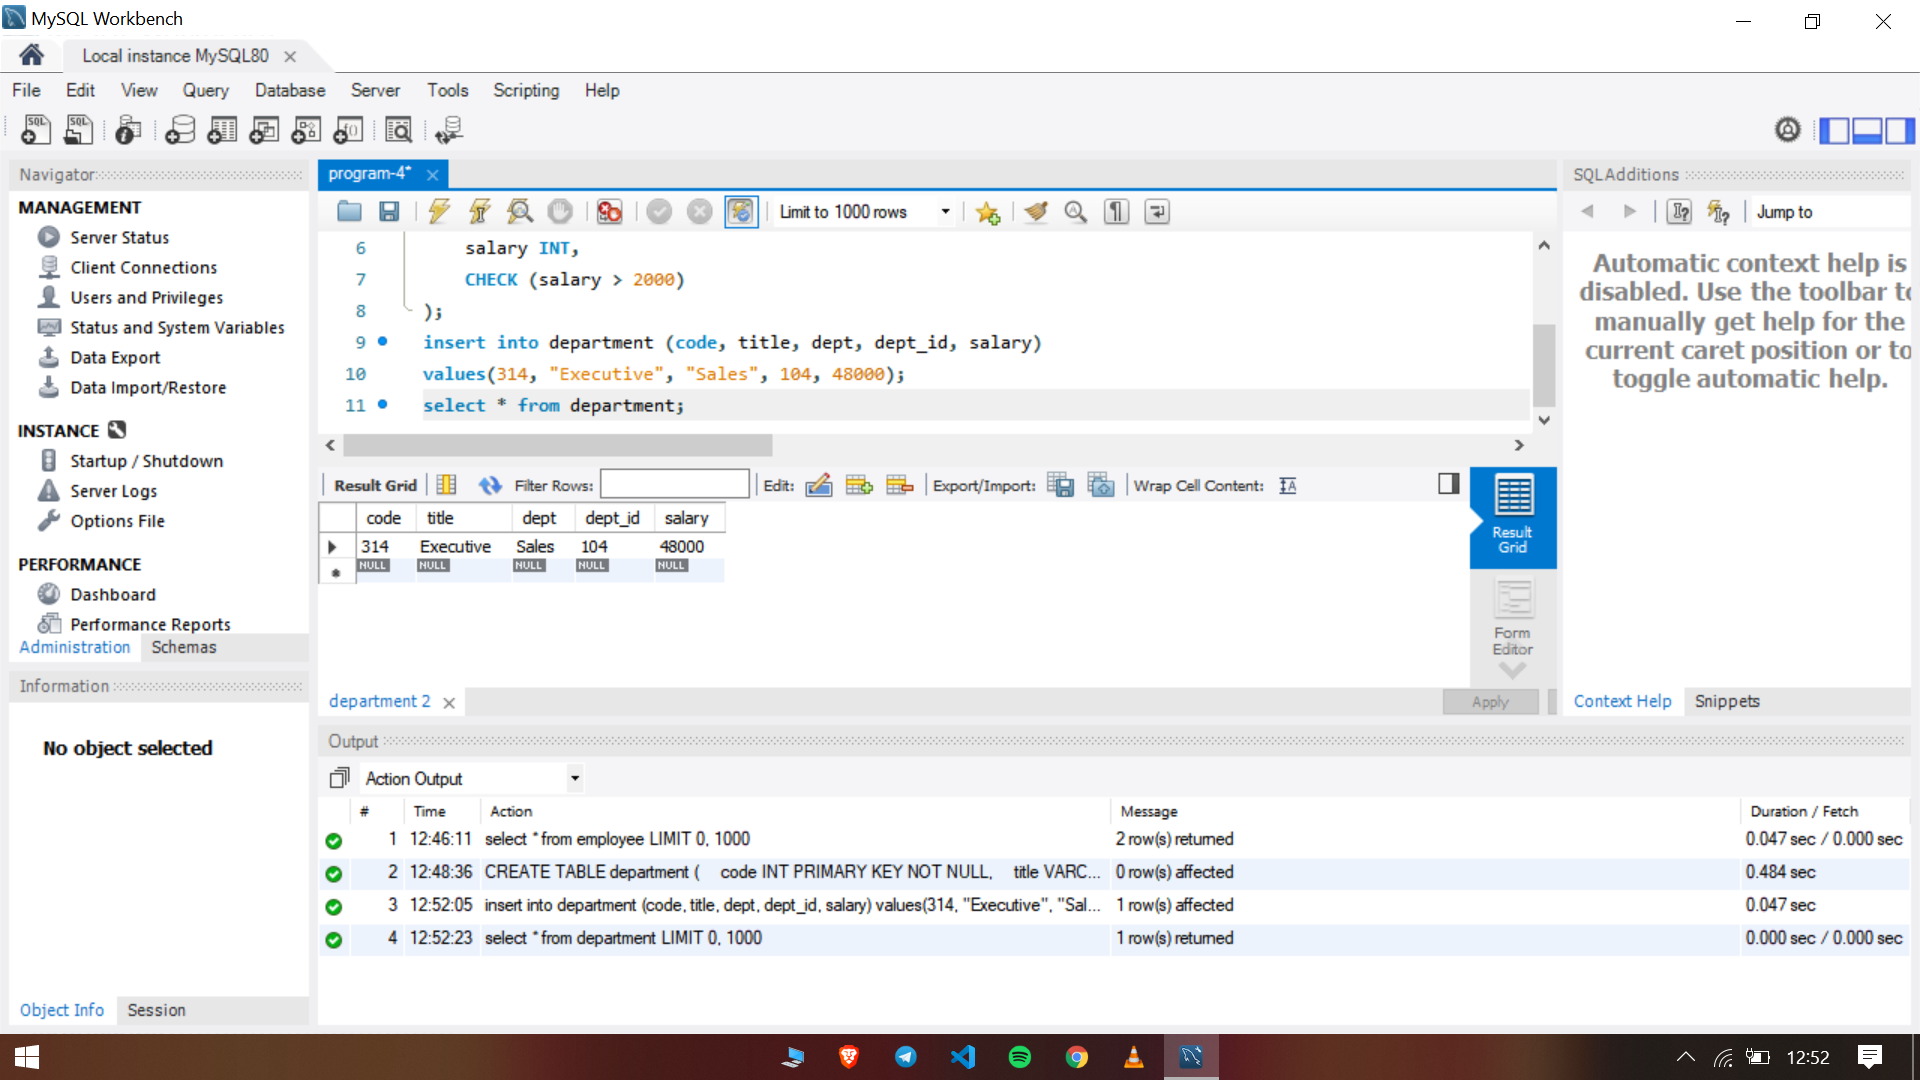 MySQL Workbench
Local instance MySQL80
File Edit View Query Database Server Tools Scripting Help
Navigator
MANAGEMENT
Server Status
Client Connections
Users and Privileges
Status and System Variables
Data Export
Data Import/Restore
INSTANCE
Startup / Shutdown
Server Logs
Options File
PERFORMANCE
Dashboard
Performance Reports
Administration Schemas
Information
No object selected
Object Info Session
program-4*
Limit to 1000 rows
6 salary INT,
7 CHECK (salary > 2000)
8 );
9 insert into department (code, title, dept, dept_id, salary)
10 values(314, "Executive", "Sales", 104, 48000);
11 select * from department;
Result Grid Filter Rows: Edit: Export/Import: Wrap Cell Content:
code title dept dept_id salary
314 Executive Sales 104 48000
NULL NULL NULL NULL NULL
Result
Grid
Form
Editor
department 2
Apply
SQLAdditions
Jump to
Automatic context help is
disabled. Use the toolbar to
manually get help for the
current caret position or to
toggle automatic help.
Context Help Snippets
Output
Action Output
# Time Action Message Duration / Fetch
1 12:46:11 select * from employee LIMIT 0, 1000 2 row(s) returned 0.047 sec / 0.000 sec
2 12:48:36 CREATE TABLE department ( code INT PRIMARY KEY NOT NULL, title VARC... 0 row(s) affected 0.484 sec
3 12:52:05 insert into department (code, title, dept, dept_id, salary) values(314, "Executive", "Sal... 1 row(s) affected 0.047 sec
4 12:52:23 select * from department LIMIT 0, 1000 1 row(s) returned 0.000 sec / 0.000 sec
12:52